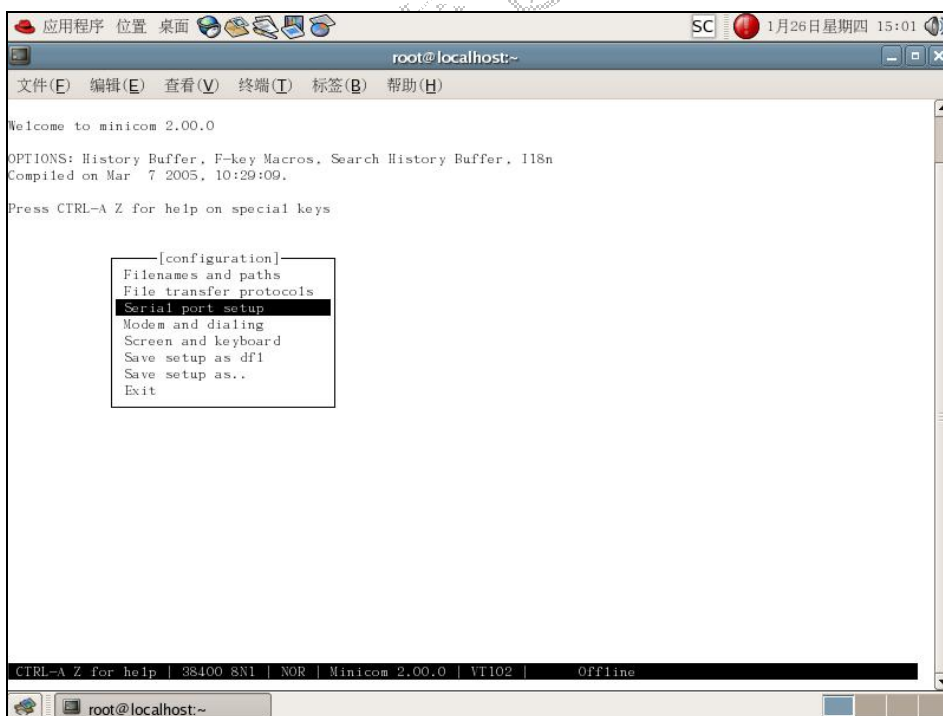 应用程序 位置 桌面 SC 1月26日星期四 15:01
root@localhost:~
文件(F) 编辑(E) 查看(V) 终端(T) 标签(B) 帮助(H)
Welcome to minicom 2.00.0
OPTIONS: History Buffer, F-key Macros, Search History Buffer, I18n
Compiled on Mar 7 2005, 10:29:09.
Press CTRL-A Z for help on special keys
[configuration]
Filenames and paths
File transfer protocols
Serial port setup
Modem and dialing
Screen and keyboard
Save setup as dfl
Save setup as..
Exit
CTRL-A Z for help | 38400 8N1 | NOR | Minicom 2.00.0 | VT102 | Offline
root@localhost:~